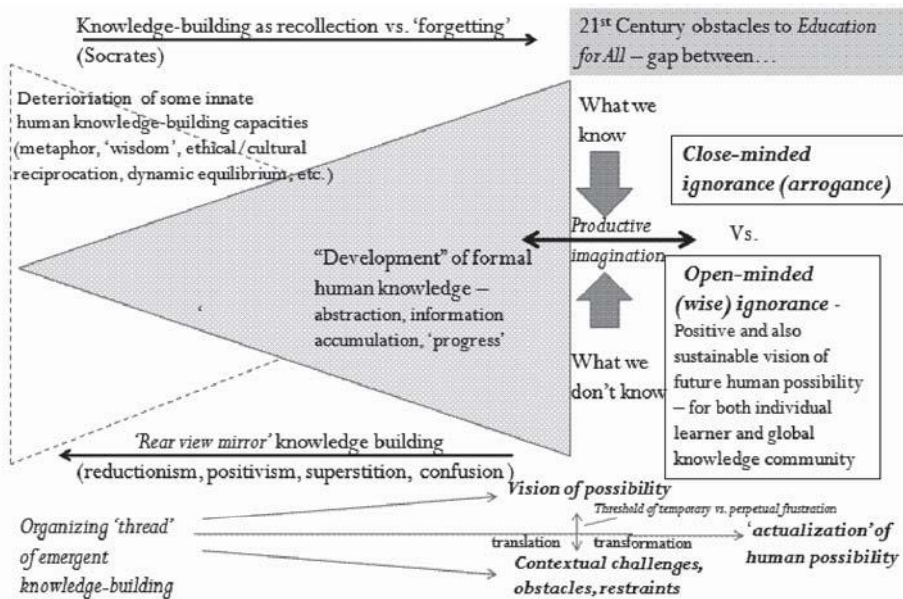 Knowledge-building as recollection vs. ‘forgetting’
(Socrates)
21st Century obstacles to Education
for All – gap between…
Deterioriation of some innate
human knowledge-building capacities
(metaphor, ‘wisdom’, ethical/cultural
reciprocation, dynamic equilibrium, etc.)
What we
know
Close-minded
ignorance (arrogance)
Productive
imagination
Vs.
“Development” of formal
human knowledge –
abstraction, information
accumulation, ‘progress’
What we
don’t know
Open-minded
(wise) ignorance -
Positive and also
sustainable vision of
future human possibility
– for both individual
learner and global
knowledge community
‘Rear view mirror’ knowledge building
(reductionism, positivism, superstition, confusion)
Organizing ‘thread’
of emergent
knowledge-building
Vision of possibility
Threshold of temporary vs. perpetual frustration
translation
transformation
Contextual challenges,
obstacles, restraints
‘actualization’ of
human possibility